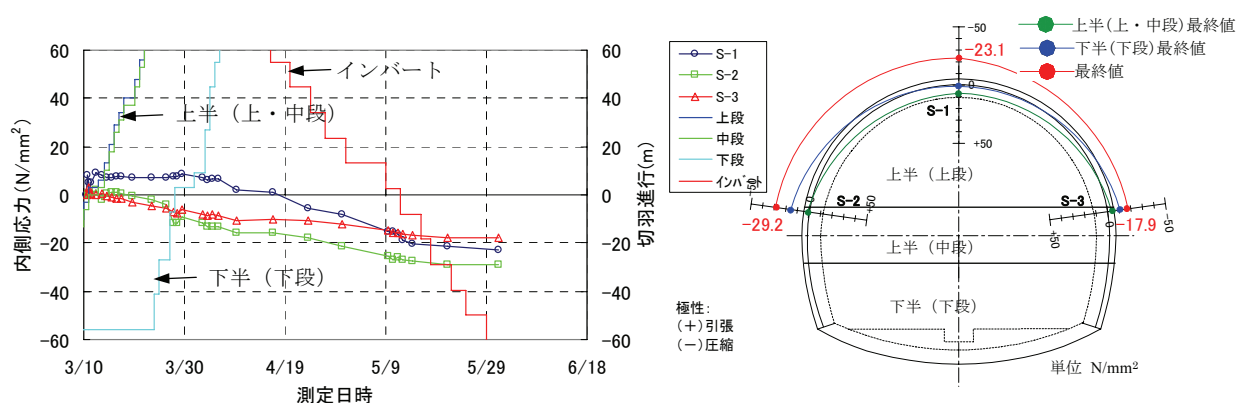 60
40
20
0
-20
-40
-60
内側応力(N/mm²)
インバート
上半（上・中段）
下半（下段）
60
40
20
0
-20
-40
-60
切羽進行(m)
3/10
3/30
4/19
5/9
5/29
6/18
測定日時
S-1
S-2
S-3
上段
中段
下段
インバート
-50
-23.1
0
S-1
+50
上半(上・中段)最終値
下半(下段)最終値
最終値
上半（上段）
-50
0
S-2
+50
-29.2
S-3
+50
0
-50
-17.9
上半（中段）
下半（下段）
極性:
(+)引張
(-)圧縮
単位 N/mm²